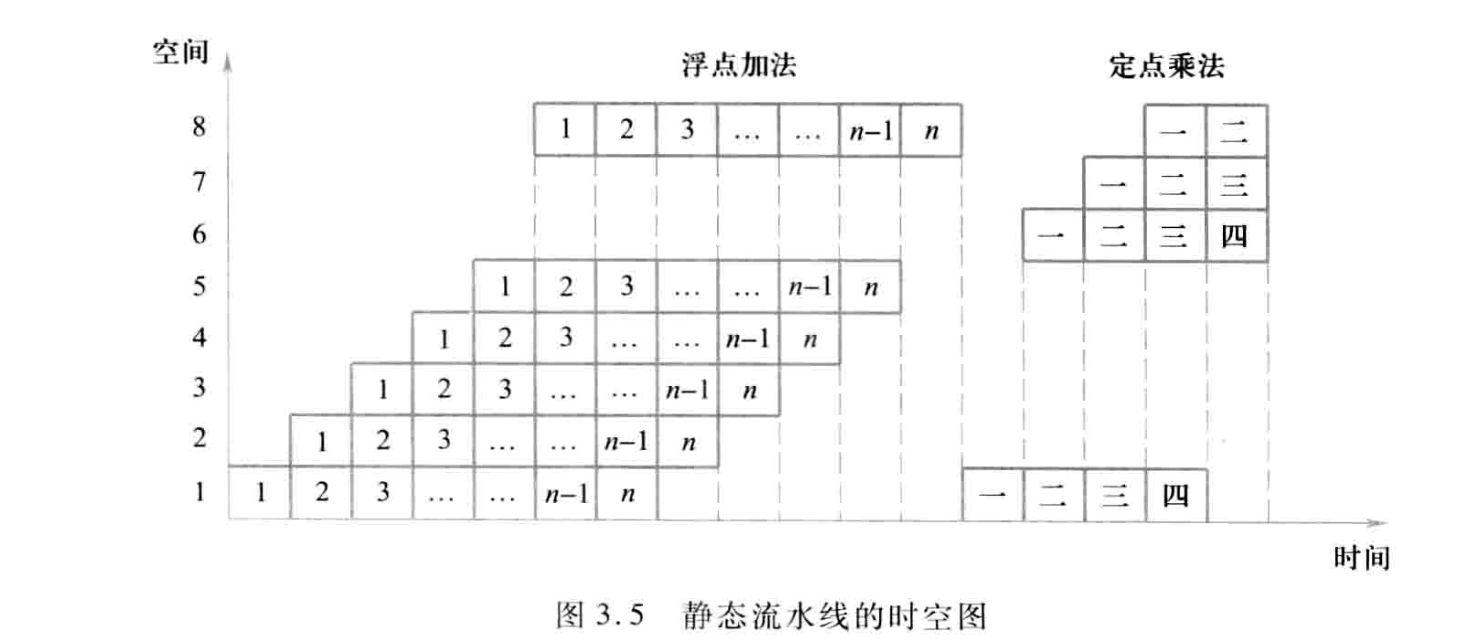 空间
浮点加法
定点乘法
8 1 2 3 … … n−1 n 一 二
7 一 二 三
6 一 二 三 四
5 1 2 3 … … n−1 n
4 1 2 3 … … n−1 n
3 1 2 3 … … n−1 n
2 1 2 3 … … n−1 n
1 1 2 3 … … n−1 n 一 二 三 四
时间
图 3.5 静态流水线的时空图